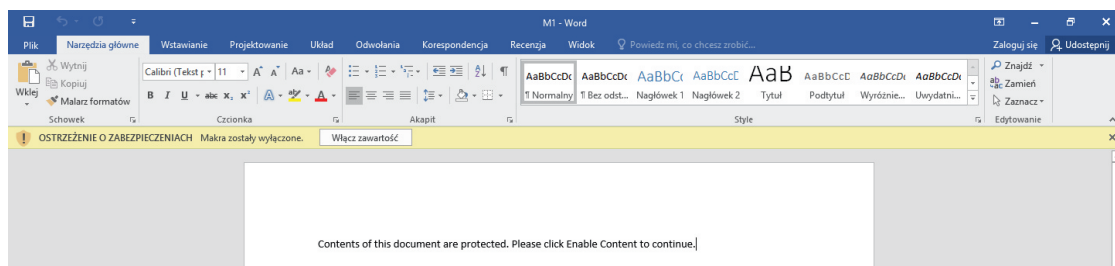 M1 - Word
Plik Narzędzia główne Wstawianie Projektowanie Układ Odwołania Korespondencja Recenzja Widok Powiedz mi, co chcesz zrobić... Zaloguj się Udostępnij
Wklej
Wytnij
Kopiuj
Malarz formatów
Schowek
Calibri (Tekst 11 A A Aa
B I U abc x, x² A A
Czcionka
Akapit
AaBbCcDc AaBbCcDc AaBbCc AaBbCcC AaB AaBbCcD AaBbCcDc AaBbCcDc
¶ Normalny ¶ Bez odst... Nagłówek 1 Nagłówek 2 Tytuł Podtytuł Wyróżnie... Uwydatni...
Style
Znajdź
Zamień
Zaznacz
Edytowanie
OSTRZEŻENIE O ZABEZPIECZENIACH Makra zostały wyłączone. Włącz zawartość
Contents of this document are protected. Please click Enable Content to continue.